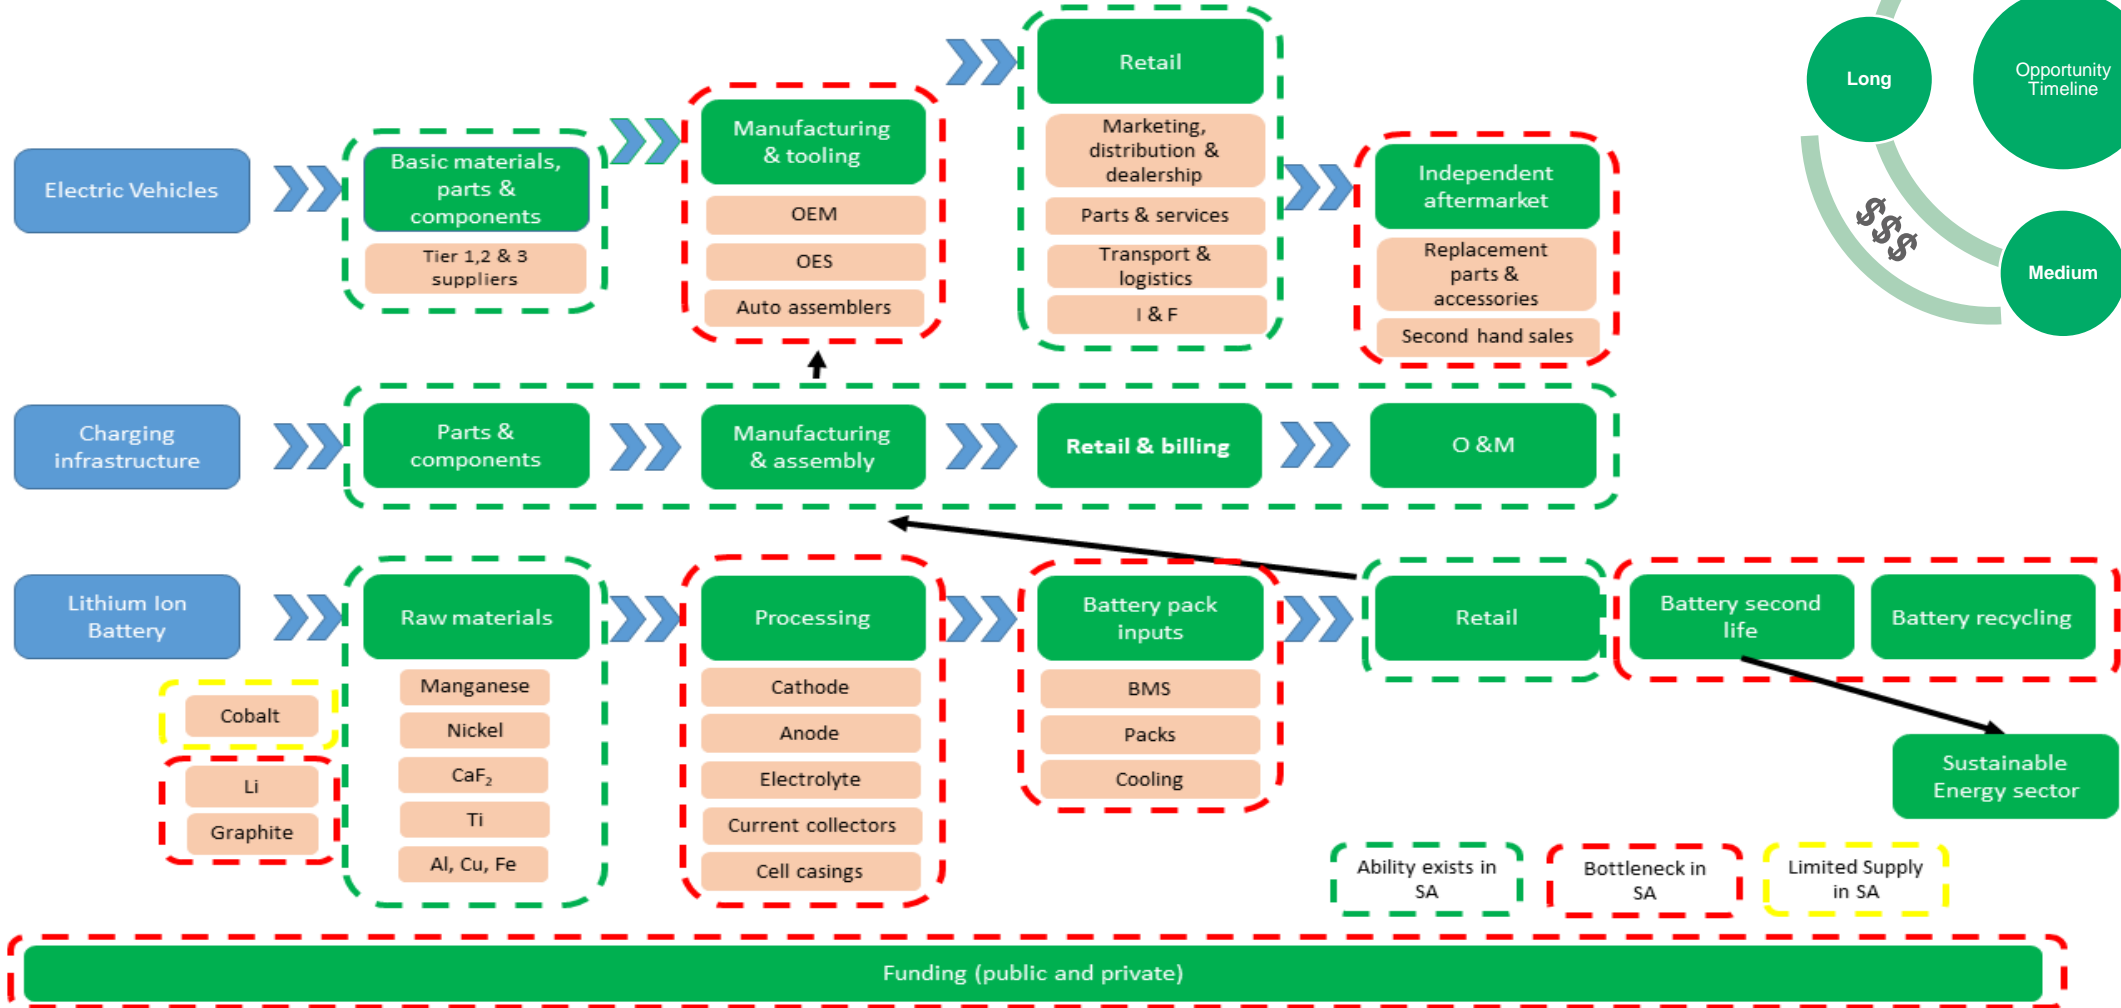 Electric Vehicles
Basic materials,
parts &
components
Tier 1,2 & 3
suppliers
Manufacturing
& tooling
OEM
OES
Auto assemblers
Retail
Marketing,
distribution &
dealership
Parts & services
Transport &
logistics
I & F
Independent
aftermarket
Replacement
parts &
accessories
Second hand sales
Long
Opportunity
Timeline
$$$
Medium
Charging
infrastructure
Parts &
components
Manufacturing
& assembly
Retail & billing
O &M
Lithium Ion
Battery
Cobalt
Li
Graphite
Raw materials
Manganese
Nickel
CaF₂
Ti
Al, Cu, Fe
Processing
Cathode
Anode
Electrolyte
Current collectors
Cell casings
Battery pack
inputs
BMS
Packs
Cooling
Retail
Battery second
life
Battery recycling
Sustainable
Energy sector
Ability exists in
SA
Bottleneck in
SA
Limited Supply
in SA
Funding (public and private)